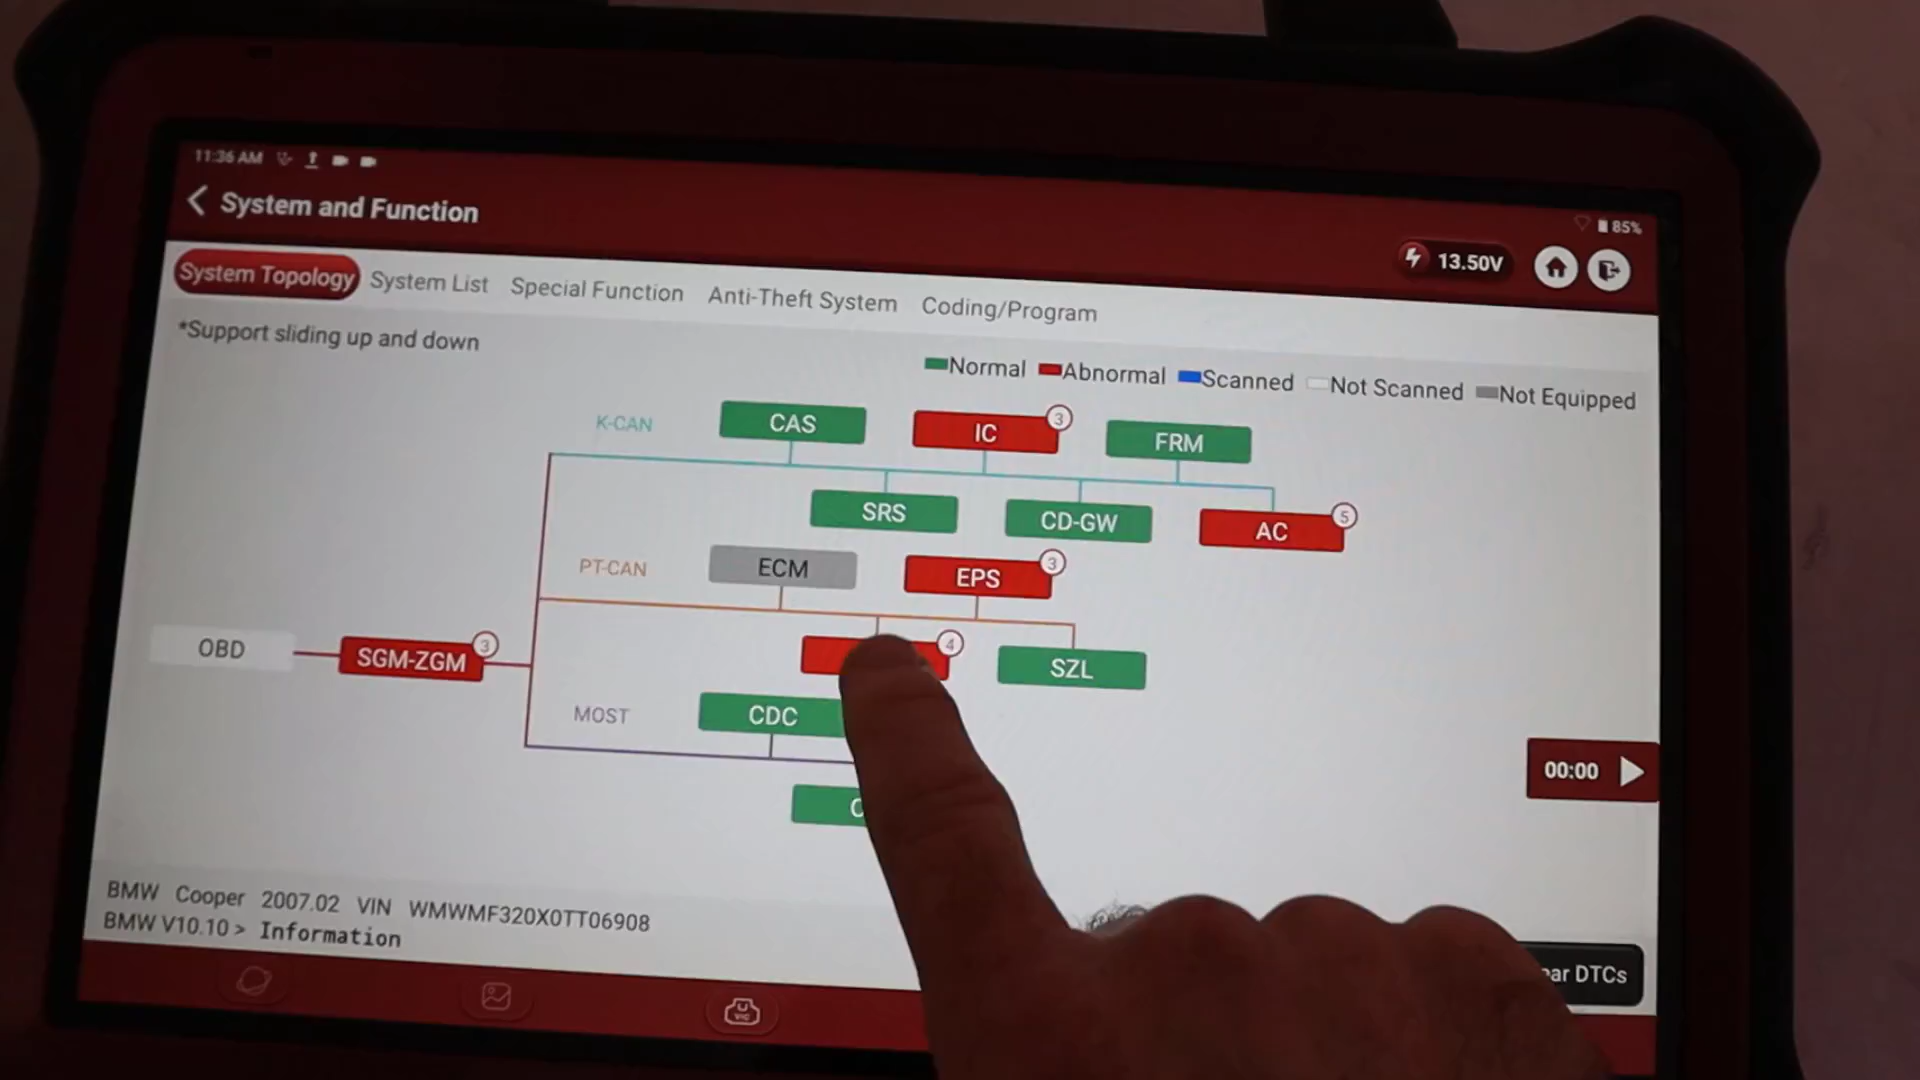 11:36 AM
85%
System and Function
13.50V
System Topology System List Special Function Anti-Theft System Coding/Program
*Support sliding up and down
Normal Abnormal Scanned Not Scanned Not Equipped
K-CAN CAS IC 3 FRM
SRS CD-GW AC 5
PT-CAN ECM EPS 3
OBD SGM-ZGM 3 4 SZL
MOST CDC
00:00
BMW Cooper 2007.02 VIN WMWMF320X0TT06908
BMW V10.10 > Information
DTCs
VIC